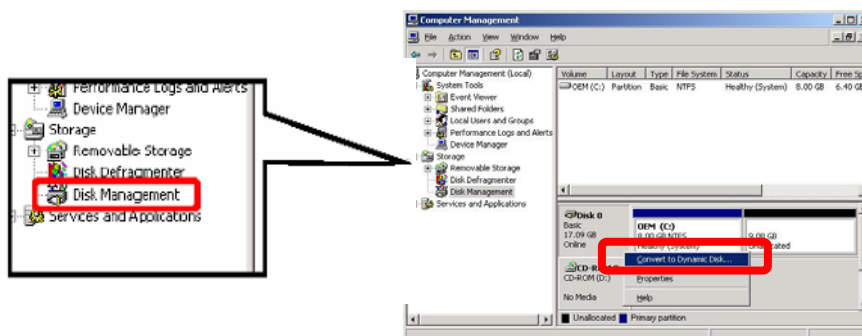 Performance Logs and Alerts
Device Manager
Storage
Removable Storage
Disk Defragmenter
Disk Management
Services and Applications
Computer Management
File Action View Window Help
Computer Management (Local)
System Tools
Event Viewer
Shared Folders
Local Users and Groups
Performance Logs and Alerts
Device Manager
Storage
Removable Storage
Disk Defragmenter
Disk Management
Services and Applications
Volume Layout Type File System Status Capacity Free Sp
OEM (C:) Partition Basic NTFS Healthy (System) 8.00 GB 6.40 GB
Disk 0
Basic
17.09 GB
Online
OEM (C:)
8.00 GB NTFS
Healthy (System)
9.08 GB
Unallocated
Convert to Dynamic Disk...
Properties
Help
CD-ROM (D:)
No Media
Unallocated Primary partition